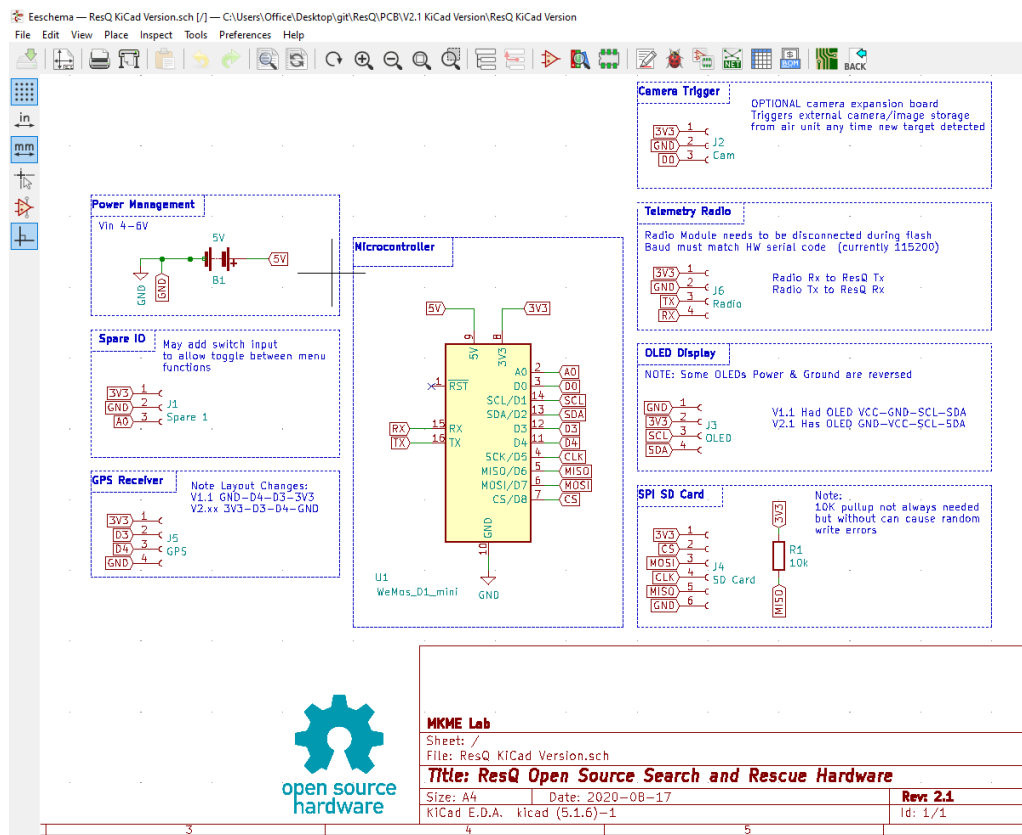 Eeschema — ResQ KiCad Version.sch [/] — C:\Users\Office\Desktop\git\ResQ\PCB\V2.1 KiCad Version\ResQ KiCad Version
File Edit View Place Inspect Tools Preferences Help
NET
BOM
BACK
in
mm
Power Management
Vin 4-6V
5V
5V
B1
GND
GND
Spare IO
May add switch input
to allow toggle between menu
functions
3V3 1
GND 2
A0 3
J1
Spare 1
GPS Receiver
Note Layout Changes:
V1.1 GND-D4-D3-3V3
V2.xx 3V3-D3-D4-GND
3V3 1
D3 2
D4 3
GND 4
J5
GPS
Microcontroller
5V
3V3
9
8
5V
3V3
1 RST
RX 15 RX
TX 16 TX
A0 2 A0
D0 3 D0
SCL/D1 14 SCL
SDA/D2 13 SDA
D3 12 D3
D4 11 D4
SCK/D5 4 CLK
MISO/D6 5 MISO
MOSI/D7 6 MOSI
CS/D8 7 CS
GND
10
GND
U1
WeMos_D1_mini
Camera Trigger
OPTIONAL camera expansion board
Triggers external camera/image storage
from air unit any time new target detected
3V3 1
GND 2
D0 3
J2
Cam
Telemetry Radio
Radio Module needs to be disconnected during flash
Baud must match HW serial code (currently 115200)
3V3 1
GND 2
TX 3
RX 4
J6
Radio
Radio Rx to ResQ Tx
Radio Tx to ResQ Rx
OLED Display
NOTE: Some OLEDs Power & Ground are reversed
GND 1
3V3 2
SCL 3
SDA 4
J3
OLED
V1.1 Had OLED VCC-GND-SCL-SDA
V2.1 Has OLED GND-VCC-SCL-SDA
SPI SD Card
Note:
10K pullup not always needed
but without can cause random
write errors
3V3 1
CS 2
MOSI 3
CLK 4
MISO 5
GND 6
J4
SD Card
3V3
R1
10k
MISO
open source
hardware
MKME Lab
Sheet: /
File: ResQ KiCad Version.sch
Title: ResQ Open Source Search and Rescue Hardware
Size: A4 Date: 2020-08-17 Rev: 2.1
KiCad E.D.A. kicad (5.1.6)-1 Id: 1/1
3 4 5